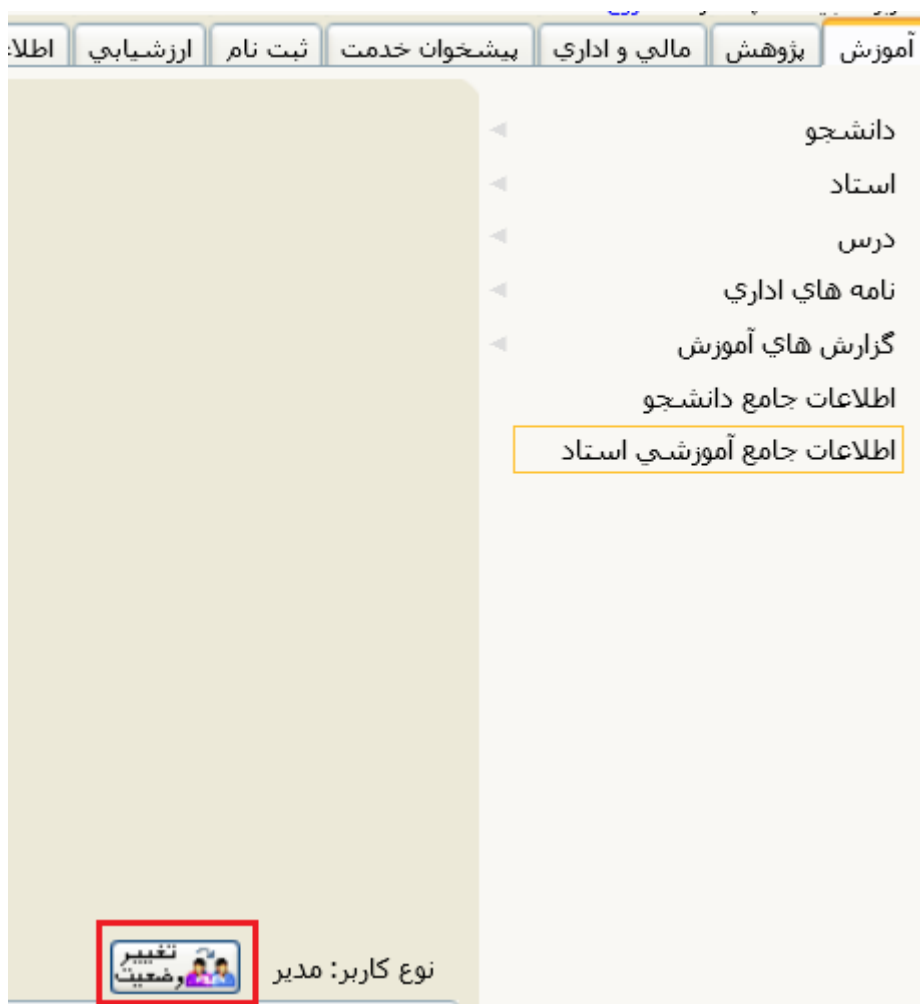 آموزش پژوهش مالي و اداري پيشخوان خدمت ثبت نام ارزشيابي
دانشجو
استاد
درس
نامه هاي اداري
گزارش هاي آموزش
اطلاعات جامع دانشجو
اطلاعات جامع آموزشي استاد
نوع کاربر: مدیر
تغيير
وضعيت